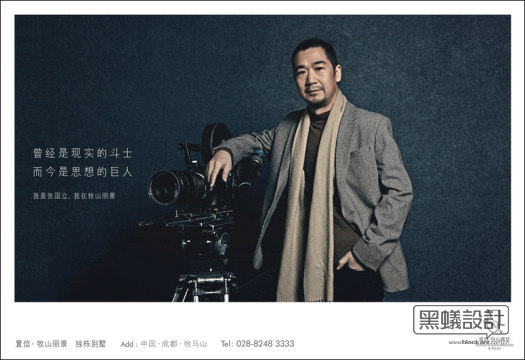 曾经是现实的斗士
而今是思想的巨人
我是张国立，我在牧山丽景
置信·牧山丽景 独栋别墅 Add：中国·成都·牧马山 Tel: 028-8248 3333
黑蚁設計